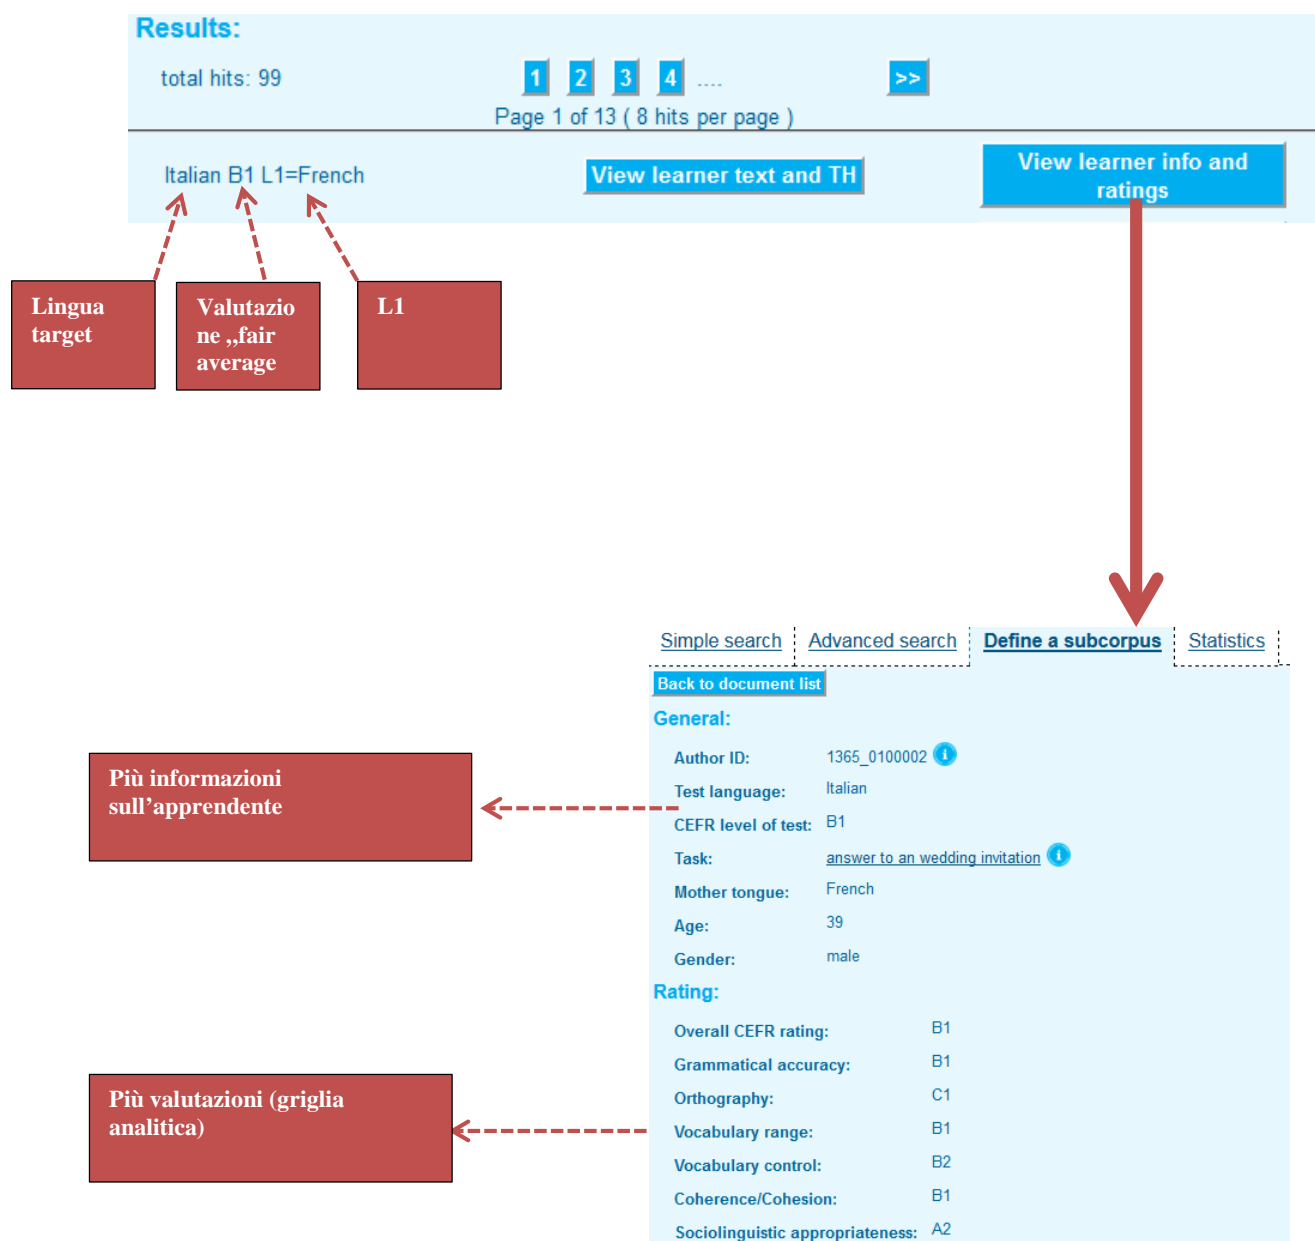 Results:
total hits: 99
1 2 3 4 .... >>
Page 1 of 13 ( 8 hits per page )
Italian B1 L1=French
View learner text and TH
View learner info and
ratings
Lingua
target
Valutazio
ne „fair
average
L1
Simple search Advanced search Define a subcorpus Statistics
Back to document list
General:
Author ID: 1365_0100002 i
Test language: Italian
CEFR level of test: B1
Task: answer to an wedding invitation i
Mother tongue: French
Age: 39
Gender: male
Più informazioni
sull’apprendente
Rating:
Overall CEFR rating: B1
Grammatical accuracy: B1
Orthography: C1
Vocabulary range: B1
Vocabulary control: B2
Coherence/Cohesion: B1
Sociolinguistic appropriateness: A2
Più valutazioni (griglia
analitica)